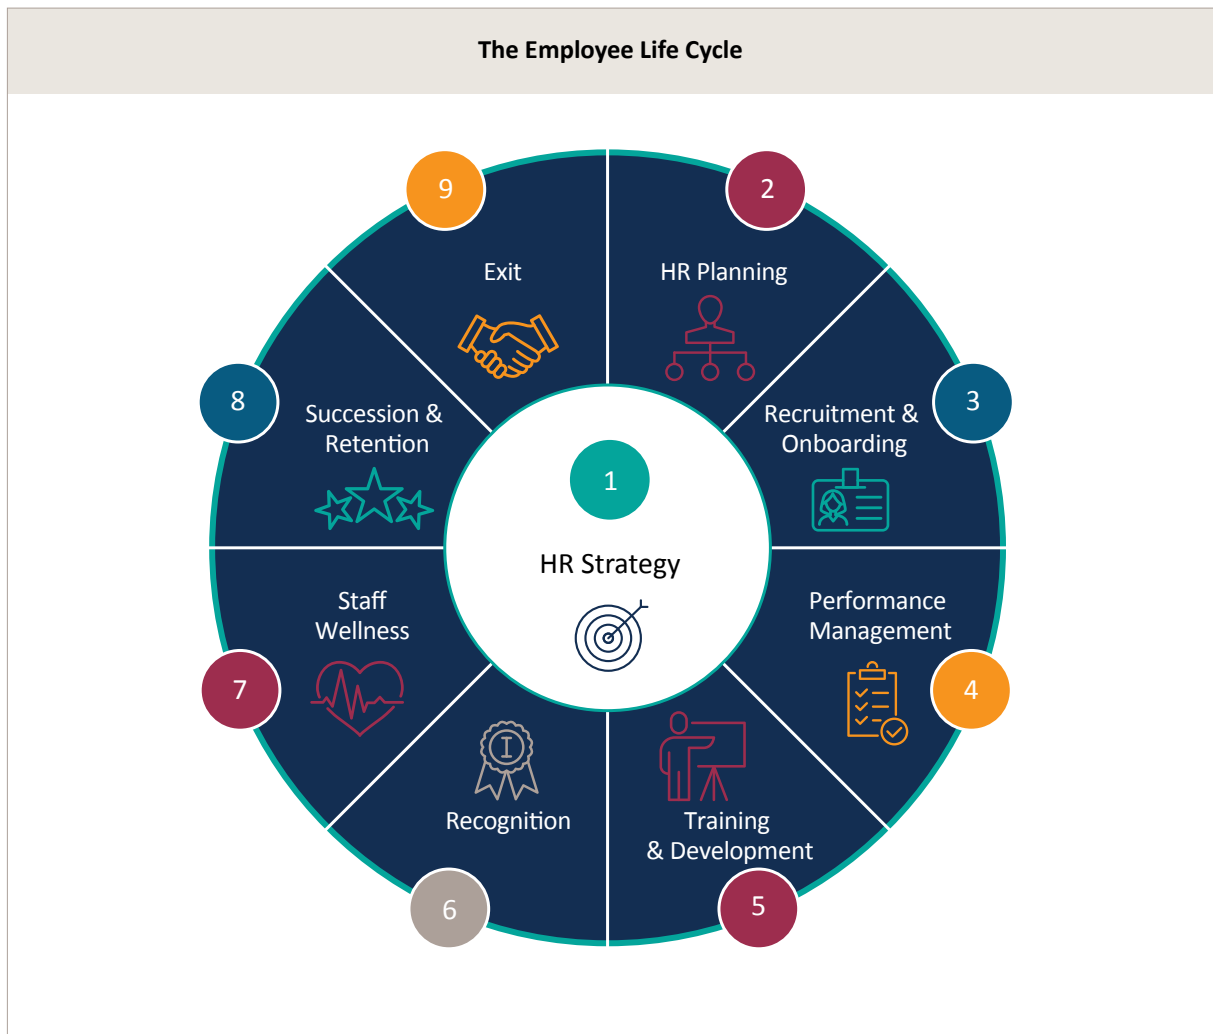 The Employee Life Cycle
1
HR Strategy
2
HR Planning
3
Recruitment &
Onboarding
4
Performance
Management
5
Training
& Development
6
Recognition
7
Staff
Wellness
8
Succession &
Retention
9
Exit
I